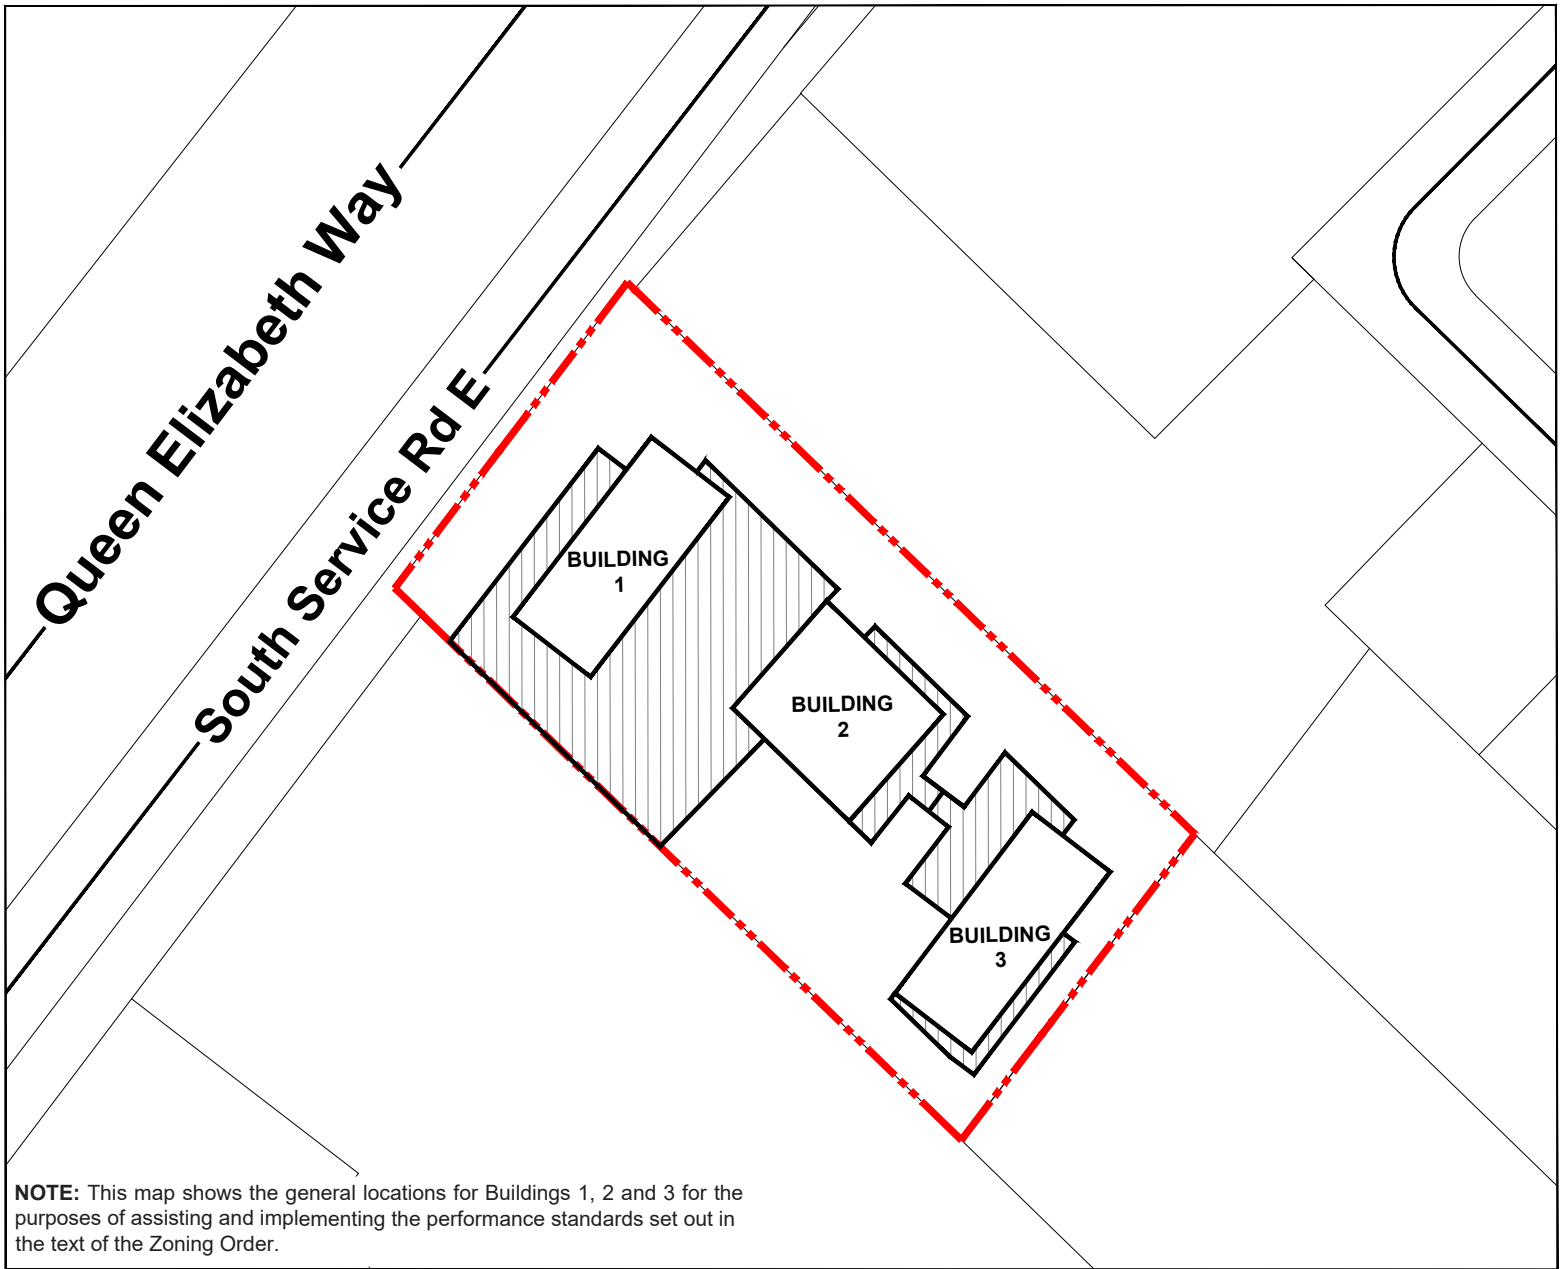 Queen Elizabeth Way
South Service Rd E
BUILDING
1
BUILDING
2
BUILDING
3
NOTE: This map shows the general locations for Buildings 1, 2 and 3 for the
purposes of assisting and implementing the performance standards set out in
the text of the Zoning Order.